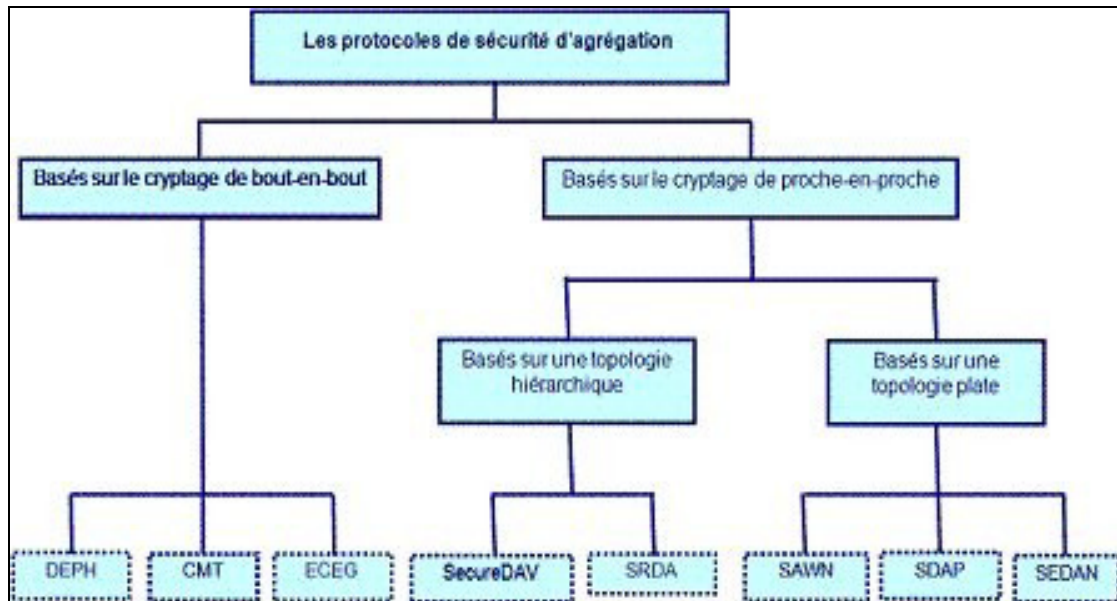 Les protocoles de sécurité d'agrégation
Basés sur le cryptage de bout-en-bout
Basés sur le cryptage de proche-en-proche
Basés sur une topologie
hiérarchique
Basés sur une
topologie plate
DEPH
CMT
ECEG
SecureDAV
SRDA
SAWN
SDAP
SEDAN